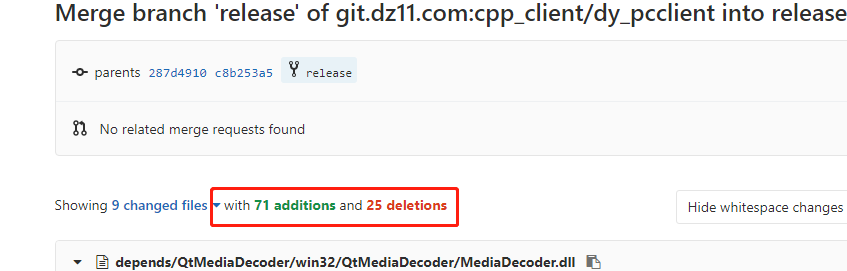 Merge branch 'release' of git.dz11.com:cpp_client/dy_pcclient into release
parents 287d4910 c8b253a5 release
No related merge requests found
Showing 9 changed files with 71 additions and 25 deletions
Hide whitespace changes
depends/QtMediaDecoder/win32/QtMediaDecoder/MediaDecoder.dll